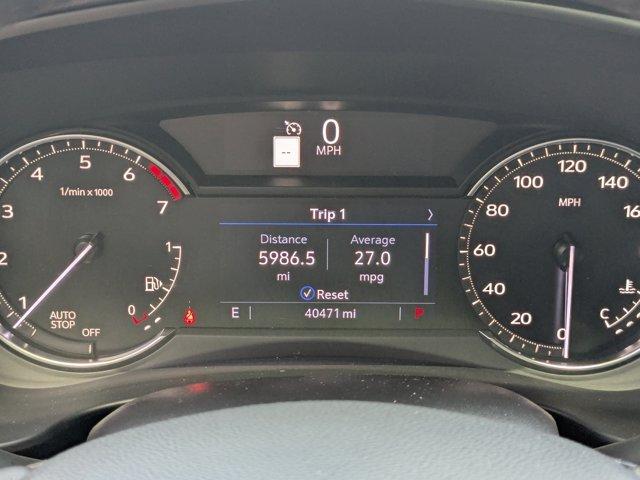 0
MPH
--
1
2
3
4
5
6
7
1/min x 1000
AUTO
STOP
OFF
1
0
Trip 1
Distance
5986.5
mi
Average
27.0
mpg
Reset
E
40471 mi
P
0
20
40
60
80
100
120
140
MPH
C